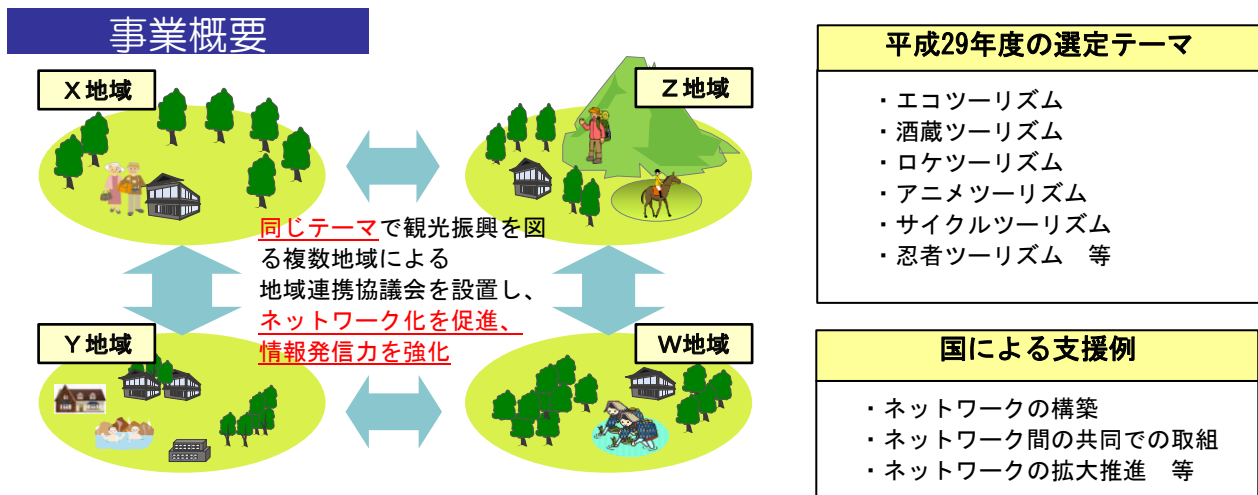 事業概要
X地域
Z地域
同じテーマで観光振興を図
る複数地域による
地域連携協議会を設置し、
ネットワーク化を促進、
情報発信力を強化
Y地域
W地域
平成29年度の選定テーマ
・エコツーリズム
・酒蔵ツーリズム
・ロケツーリズム
・アニメツーリズム
・サイクルツーリズム
・忍者ツーリズム　等
国による支援例
・ネットワークの構築
・ネットワーク間の共同での取組
・ネットワークの拡大推進　等